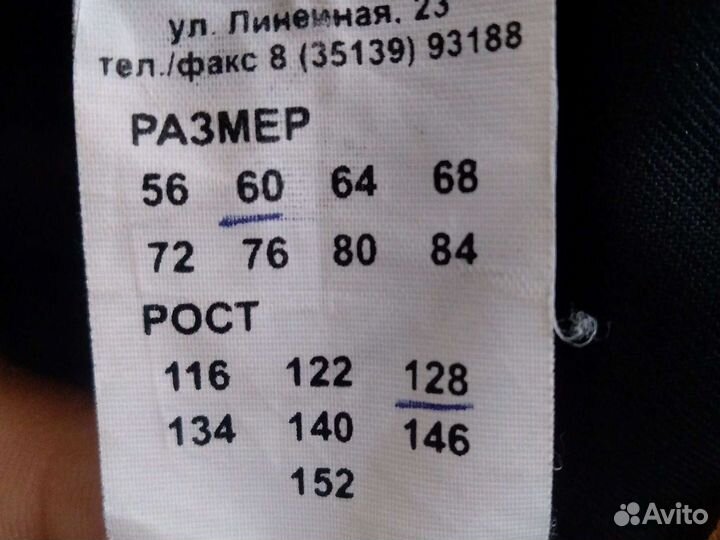 ул. Линейная, 23
тел./факс 8 (35139) 93188
РАЗМЕР
56 60 64 68
72 76 80 84
РОСТ
116 122 128
134 140 146
152
Avito